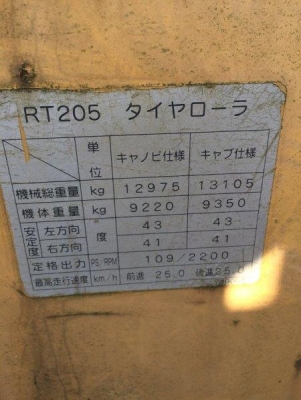 RT205 タイヤローラ
単位 キャノピ仕様 キャブ仕様
機械総重量 kg 12975 13105
機体重量 kg 9220 9350
安定度 左方向 度 43 43
右方向 41 41
定格出力 PS/RPM 109/2200
最高走行速度 km/h 前進 25.0 後進25.0